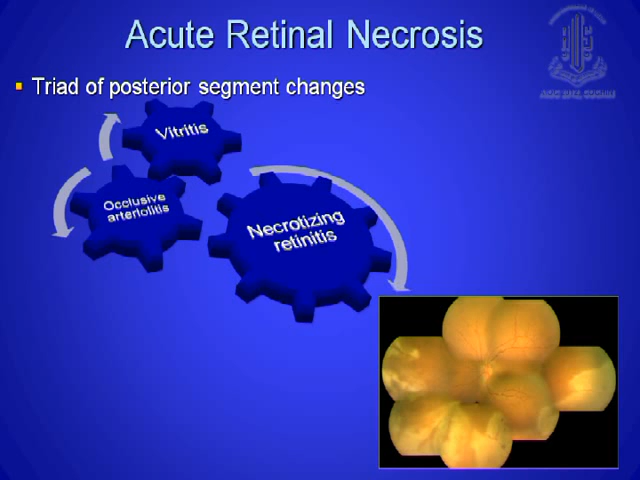 Acute Retinal Necrosis
Triad of posterior segment changes
Vitritis
Occlusive
arteriolitis
Necrotizing
retinitis